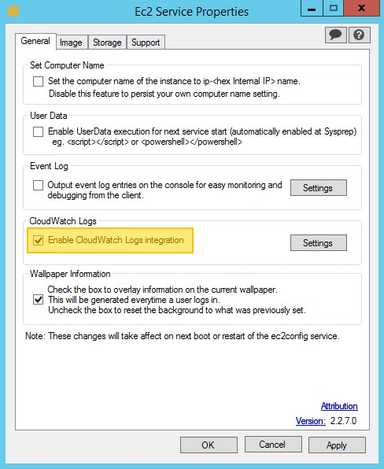 Ec2 Service Properties
General Image Storage Support
Set Computer Name
Set the computer name of the instance to ip-<hex Internal IP> name.
Disable this feature to persist your own computer name setting.
User Data
Enable UserData execution for next service start (automatically enabled at Sysprep)
eg. <script></script> or <powershell></powershell>
Event Log
Output event log entries on the console for easy monitoring and
debugging from the client.
Settings
CloudWatch Logs
Enable CloudWatch Logs integration
Settings
Wallpaper Information
Check the box to overlay information on the current wallpaper.
This will be generated everytime a user logs in.
Uncheck the box to reset the background to what was previously set.
Note: These changes will take affect on next boot or restart of the ec2config service.
Attribution
Version: 2.2.7.0
OK Cancel Apply